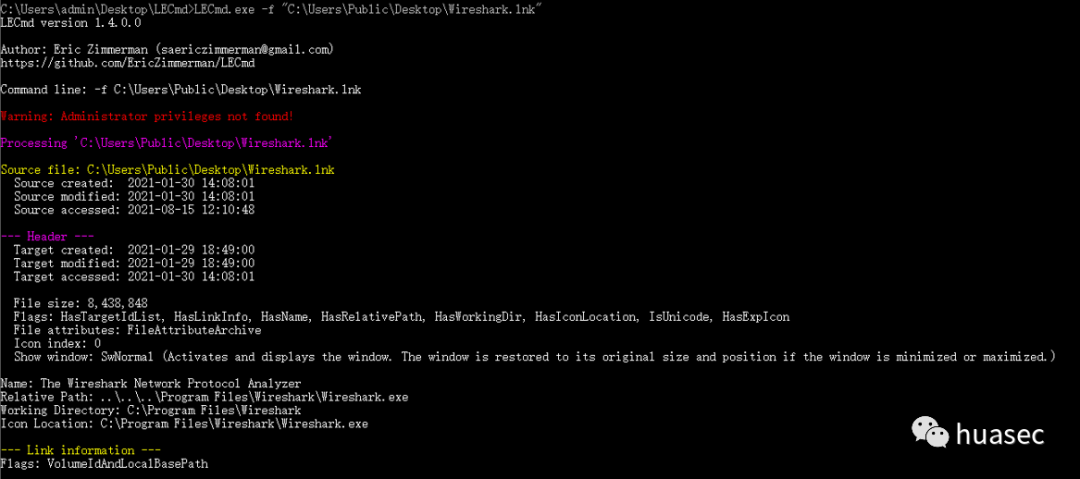 C:\Users\admin\Desktop\LECmd>LECmd.exe -f "C:\Users\Public\Desktop\Wireshark.lnk"
LECmd version 1.4.0.0
Author: Eric Zimmerman (saericzimmerman@gmail.com)
https://github.com/EricZimmerman/LECmd
Command line: -f C:\Users\Public\Desktop\Wireshark.lnk
Warning: Administrator privileges not found!
Processing 'C:\Users\Public\Desktop\Wireshark.lnk'
Source file: C:\Users\Public\Desktop\Wireshark.lnk
Source created:  2021-01-30 14:08:01
Source modified: 2021-01-30 14:08:01
Source accessed: 2021-08-15 12:10:48
--- Header ---
Target created:  2021-01-29 18:49:00
Target modified: 2021-01-29 18:49:00
Target accessed: 2021-01-30 14:08:01
File size: 8,438,848
Flags: HasTargetIdList, HasLinkInfo, HasName, HasRelativePath, HasWorkingDir, HasIconLocation, IsUnicode, HasExpIcon
File attributes: FileAttributeArchive
Icon index: 0
Show window: SwNormal (Activates and displays the window. The window is restored to its original size and position if the window is minimized or maximized.)
Name: The Wireshark Network Protocol Analyzer
Relative Path: ..\..\..\Program Files\Wireshark\Wireshark.exe
Working Directory: C:\Program Files\Wireshark
Icon Location: C:\Program Files\Wireshark\Wireshark.exe
huasec
--- Link information ---
Flags: VolumeIdAndLocalBasePath